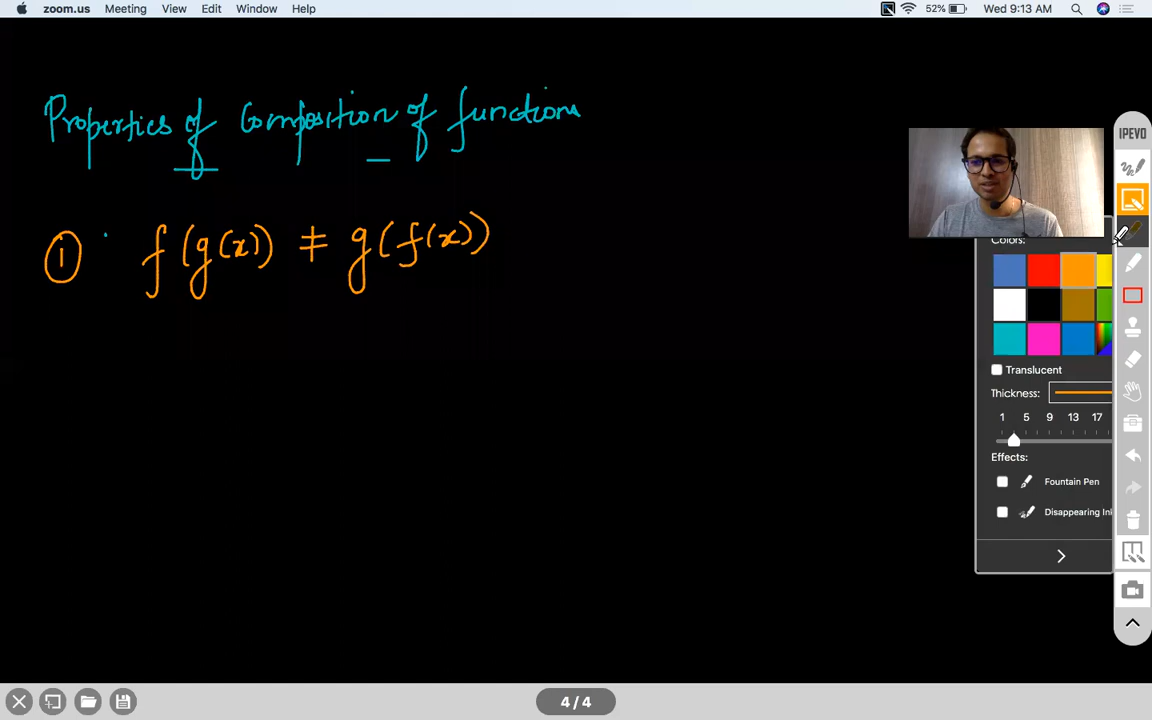 zoom.us Meeting View Edit Window Help 52% Wed 9:13 AM
Properties of Composition of functions
① f(g(x)) ≠ g(f(x))
IPEVO
Colors:
Translucent
Thickness:
1 5 9 13 17
Effects:
Fountain Pen
Disappearing Ink
4/4